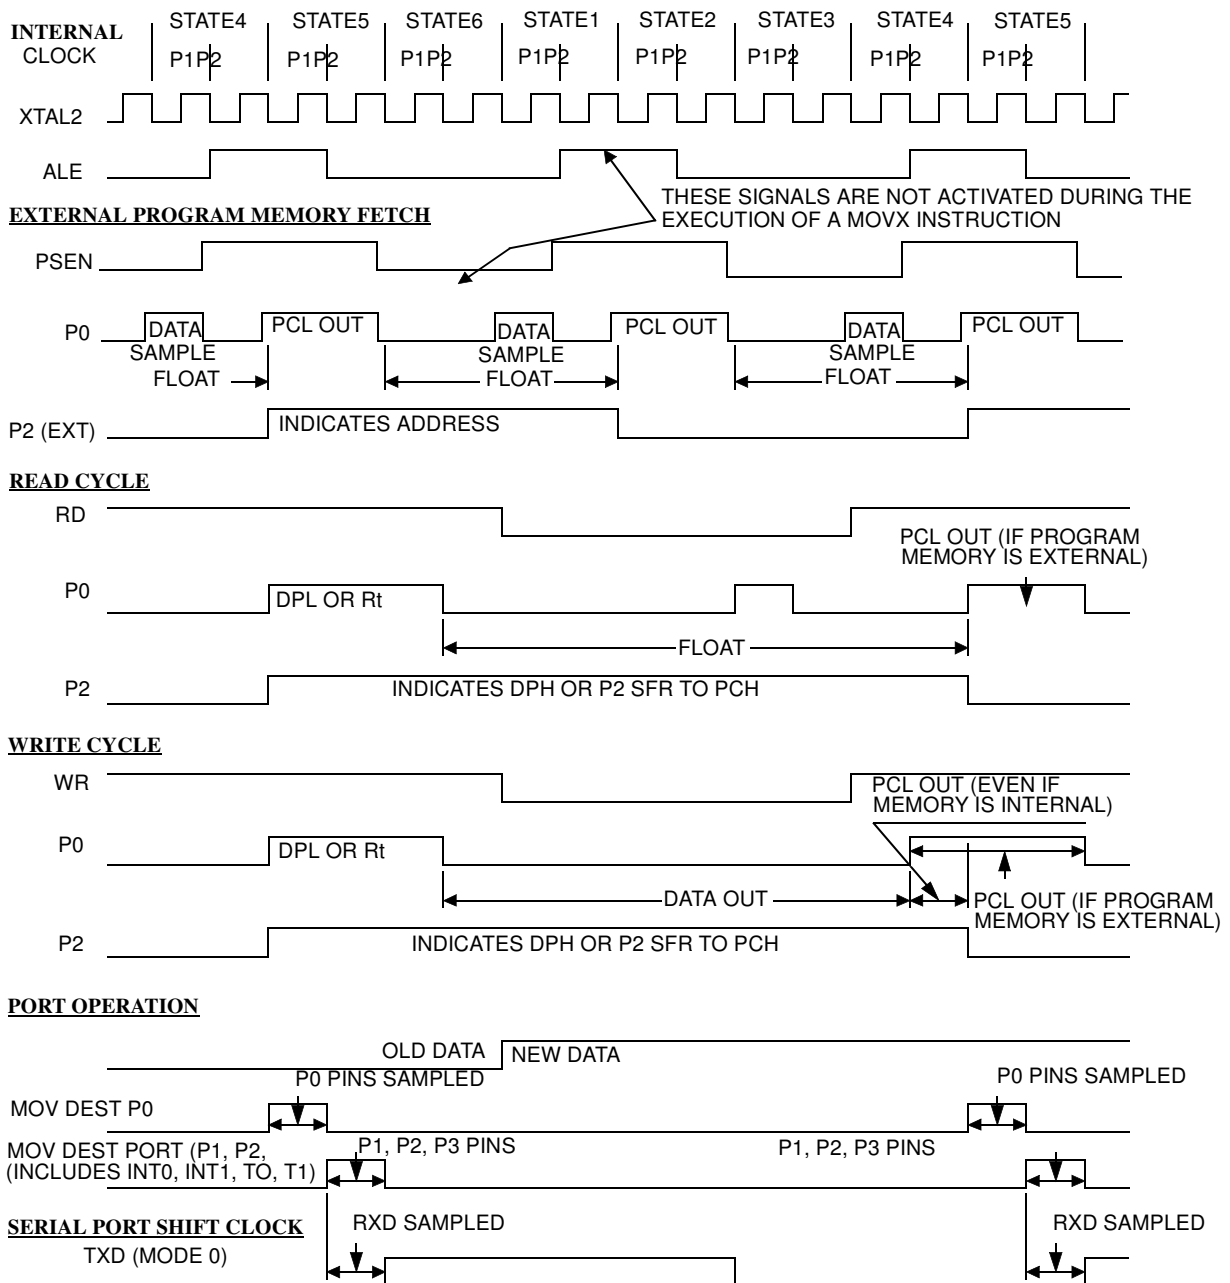 INTERNAL CLOCK STATE4 STATE5 STATE6 STATE1 STATE2 STATE3 STATE4 STATE5
P1P2 P1P2 P1P2 P1P2 P1P2 P1P2 P1P2 P1P2
XTAL2
ALE
THESE SIGNALS ARE NOT ACTIVATED DURING THE
EXECUTION OF A MOVX INSTRUCTION
EXTERNAL PROGRAM MEMORY FETCH
PSEN
P0 DATA PCL OUT DATA PCL OUT DATA PCL OUT
SAMPLE SAMPLE SAMPLE
FLOAT FLOAT FLOAT
P2 (EXT) INDICATES ADDRESS
READ CYCLE
RD
PCL OUT (IF PROGRAM
MEMORY IS EXTERNAL)
P0 DPL OR Rt
FLOAT
P2 INDICATES DPH OR P2 SFR TO PCH
WRITE CYCLE
WR
PCL OUT (EVEN IF
MEMORY IS INTERNAL)
P0 DPL OR Rt
DATA OUT
PCL OUT (IF PROGRAM
MEMORY IS EXTERNAL)
P2 INDICATES DPH OR P2 SFR TO PCH
PORT OPERATION
OLD DATA NEW DATA
P0 PINS SAMPLED P0 PINS SAMPLED
MOV DEST P0
MOV DEST PORT (P1, P2, P1, P2, P3 PINS P1, P2, P3 PINS
(INCLUDES INT0, INT1, TO, T1)
SERIAL PORT SHIFT CLOCK RXD SAMPLED RXD SAMPLED
TXD (MODE 0)